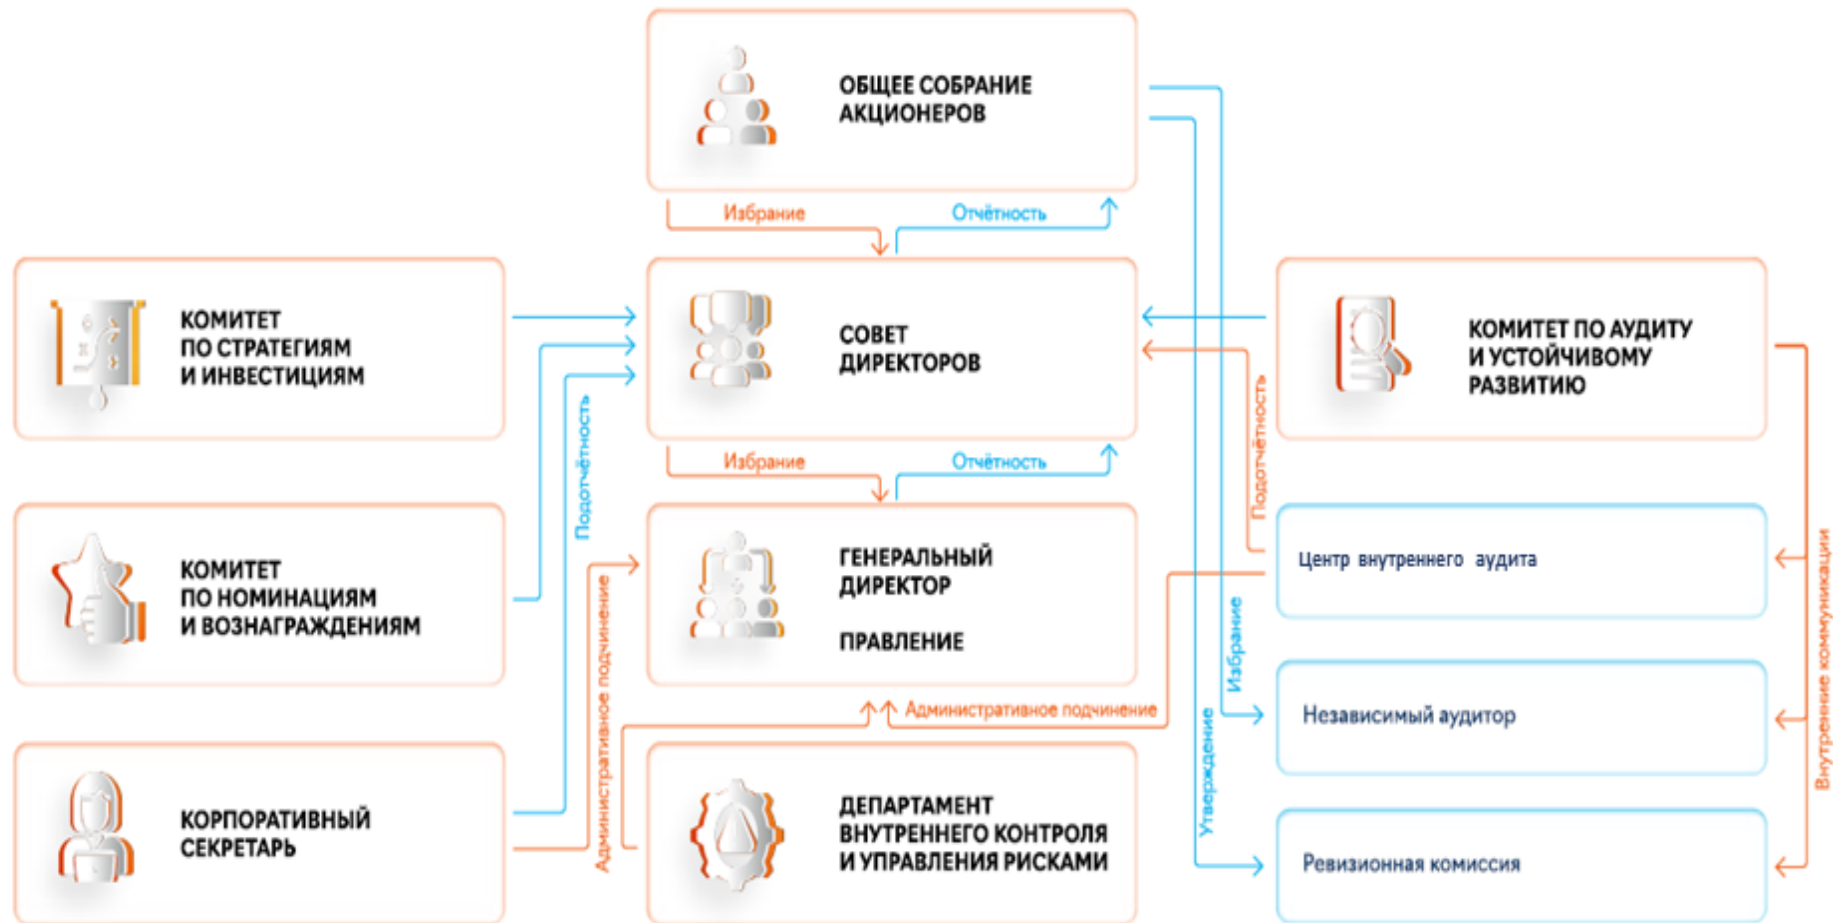 ОБЩЕЕ СОБРАНИЕ
АКЦИОНЕРОВ
Избрание
Отчётность
КОМИТЕТ
ПО СТРАТЕГИЯМ
И ИНВЕСТИЦИЯМ
СОВЕТ
ДИРЕКТОРОВ
КОМИТЕТ ПО АУДИТУ
И УСТОЙЧИВОМУ
РАЗВИТИЮ
Подотчётность
Избрание
Отчётность
Подотчётность
КОМИТЕТ
ПО НОМИНАЦИЯМ
И ВОЗНАГРАЖДЕНИЯМ
ГЕНЕРАЛЬНЫЙ
ДИРЕКТОР
ПРАВЛЕНИЕ
Центр внутреннего аудита
Внутренние коммуникации
Административное подчинение
Административное подчинение
Избрание
Независимый аудитор
Утверждение
КОРПОРАТИВНЫЙ
СЕКРЕТАРЬ
ДЕПАРТАМЕНТ
ВНУТРЕННЕГО КОНТРОЛЯ
И УПРАВЛЕНИЯ РИСКАМИ
Ревизионная комиссия